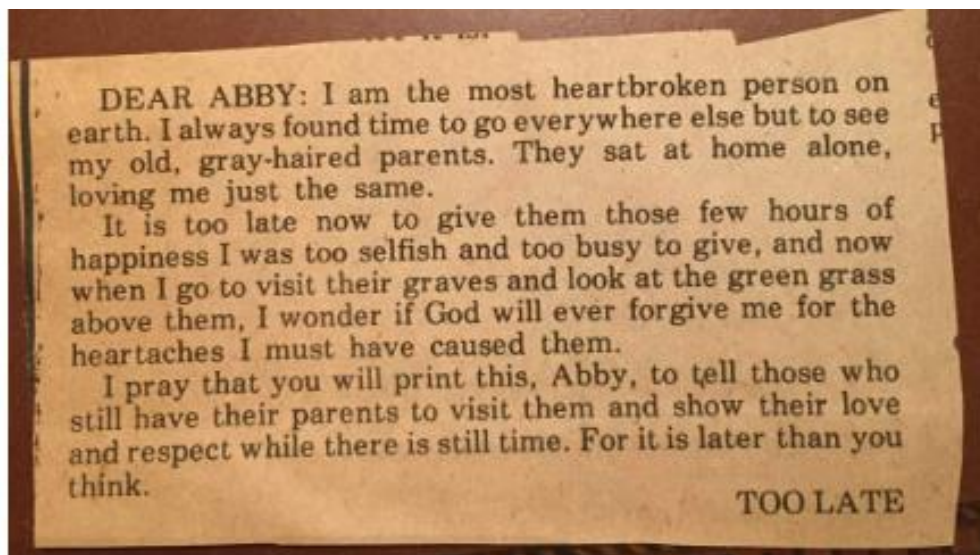 DEAR ABBY: I am the most heartbroken person on
earth. I always found time to go everywhere else but to see
my old, gray-haired parents. They sat at home alone,
loving me just the same.
It is too late now to give them those few hours of
happiness I was too selfish and too busy to give, and now
when I go to visit their graves and look at the green grass
above them, I wonder if God will ever forgive me for the
heartaches I must have caused them.
I pray that you will print this, Abby, to tell those who
still have their parents to visit them and show their love
and respect while there is still time. For it is later than you
think.
TOO LATE